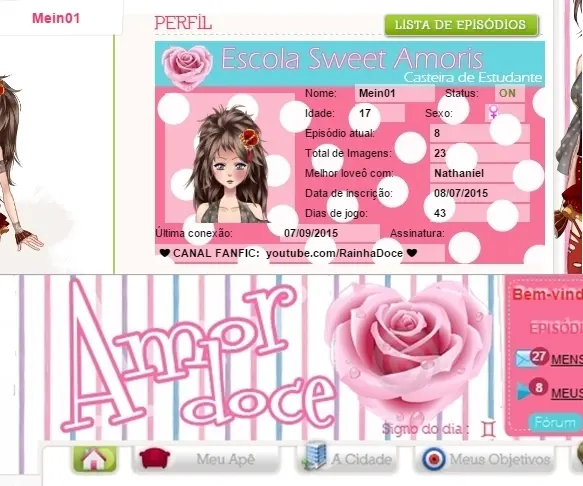 Mein01
PERFIL
LISTA DE EPISÓDIOS
Escola Sweet Amoris
Casteira de Estudante
Nome: Mein01 Status: ON
Idade: 17 Sexo:
Episódio atual: 8
Total de Imagens: 23
Melhor loveô com: Nathaniel
Data de inscrição: 08/07/2015
Dias de jogo: 43
Última conexão: 07/09/2015 Assinatura:
CANAL FANFIC: youtube.com/RainhaDoce
Amor doce
Signo do dia:
Bem-vind
EPISÓDI
27 MENS
8 MEUS
Fórum
Meu Apê
A Cidade
Meus Objetivos